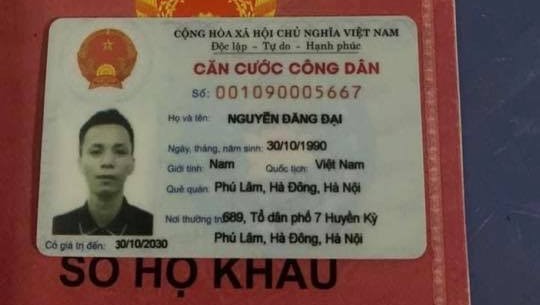 CỘNG HÒA XÃ HỘI CHỦ NGHĨA VIỆT NAM
Độc lập - Tự do - Hạnh phúc
CĂN CƯỚC CÔNG DÂN
Số: 001090005667
Họ và tên: NGUYỄN ĐĂNG ĐẠI
Ngày, tháng, năm sinh: 30/10/1990
Giới tính: Nam Quốc tịch: Việt Nam
Quê quán: Phú Lâm, Hà Đông, Hà Nội
Nơi thường trú: 689, Tổ dân phố 7 Huyền Kỳ
Phú Lâm, Hà Đông, Hà Nội
Có giá trị đến: 30/10/2030
SỔ HỘ KHẨU